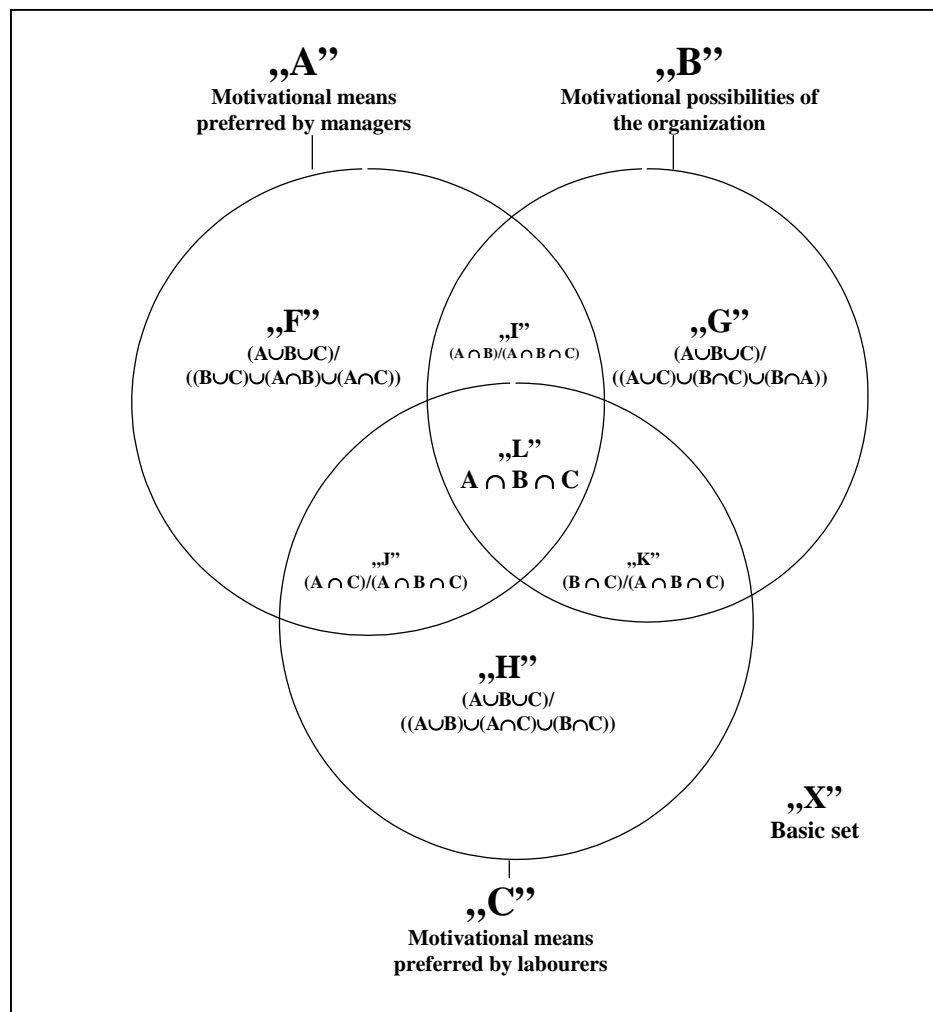 „A”
Motivational means
preferred by managers
„B”
Motivational possibilities of
the organization
„F”
(A∪B∪C)/
((B∪C)∪(A∩B)∪(A∩C))
„I”
(A ∩ B)/(A ∩ B ∩ C)
„G”
(A∪B∪C)/
((A∪C)∪(B∩C)∪(B∩A))
„L”
A ∩ B ∩ C
„J”
(A ∩ C)/(A ∩ B ∩ C)
„K”
(B ∩ C)/(A ∩ B ∩ C)
„H”
(A∪B∪C)/
((A∪B)∪(A∩C)∪(B∩C))
„X”
Basic set
„C”
Motivational means
preferred by labourers